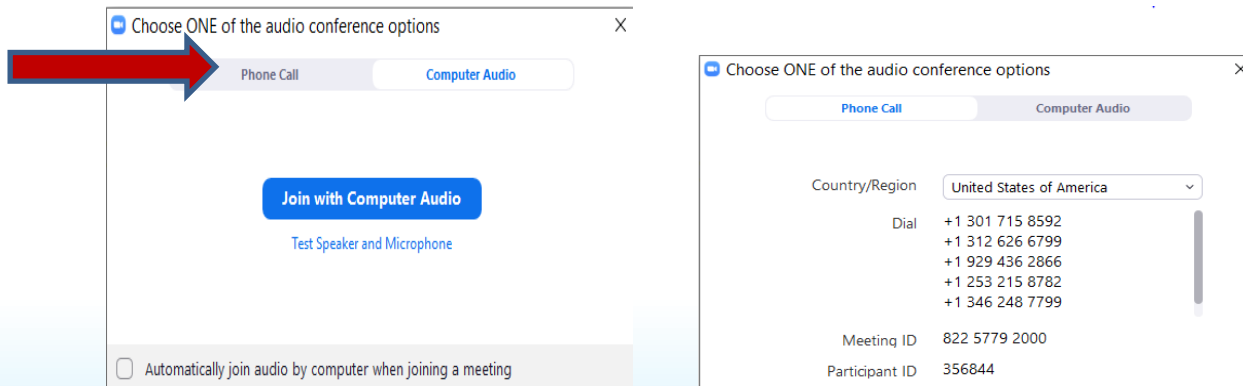 Choose ONE of the audio conference options
Phone Call Computer Audio
Join with Computer Audio
Test Speaker and Microphone
Automatically join audio by computer when joining a meeting
Choose ONE of the audio conference options
Phone Call Computer Audio
Country/Region United States of America
Dial +1 301 715 8592
+1 312 626 6799
+1 929 436 2866
+1 253 215 8782
+1 346 248 7799
Meeting ID 822 5779 2000
Participant ID 356844